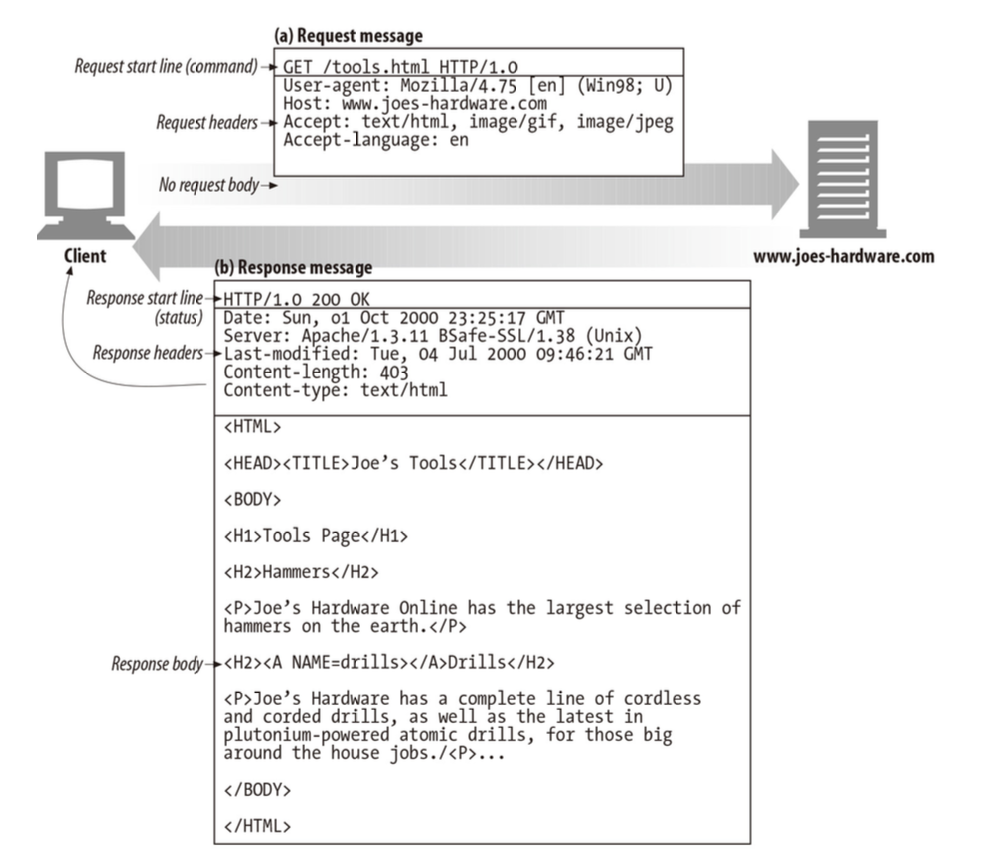 (a) Request message
Request start line (command)
GET /tools.html HTTP/1.0
User-agent: Mozilla/4.75 [en] (Win98; U)
Host: www.joes-hardware.com
Request headers
Accept: text/html, image/gif, image/jpeg
Accept-language: en
No request body
Client
www.joes-hardware.com
(b) Response message
Response start line
(status)
HTTP/1.0 200 OK
Date: Sun, 01 Oct 2000 23:25:17 GMT
Server: Apache/1.3.11 BSafe-SSL/1.38 (Unix)
Response headers
Last-modified: Tue, 04 Jul 2000 09:46:21 GMT
Content-length: 403
Content-type: text/html
<HTML>
<HEAD><TITLE>Joe's Tools</TITLE></HEAD>
<BODY>
<H1>Tools Page</H1>
<H2>Hammers</H2>
<P>Joe's Hardware Online has the largest selection of
hammers on the earth.</P>
Response body
<H2><A NAME=drills></A>Drills</H2>
<P>Joe's Hardware has a complete line of cordless
and corded drills, as well as the latest in
plutonium-powered atomic drills, for those big
around the house jobs./<P>...
</BODY>
</HTML>